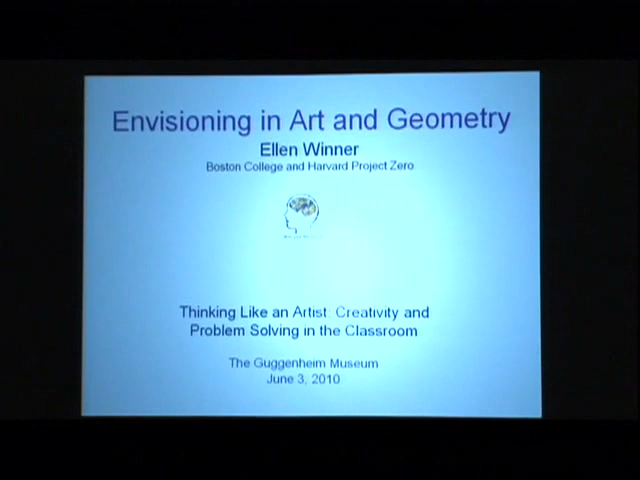 Envisioning in Art and Geometry
Ellen Winner
Boston College and Harvard Project Zero
Thinking Like an Artist: Creativity and
Problem Solving in the Classroom
The Guggenheim Museum
June 3, 2010